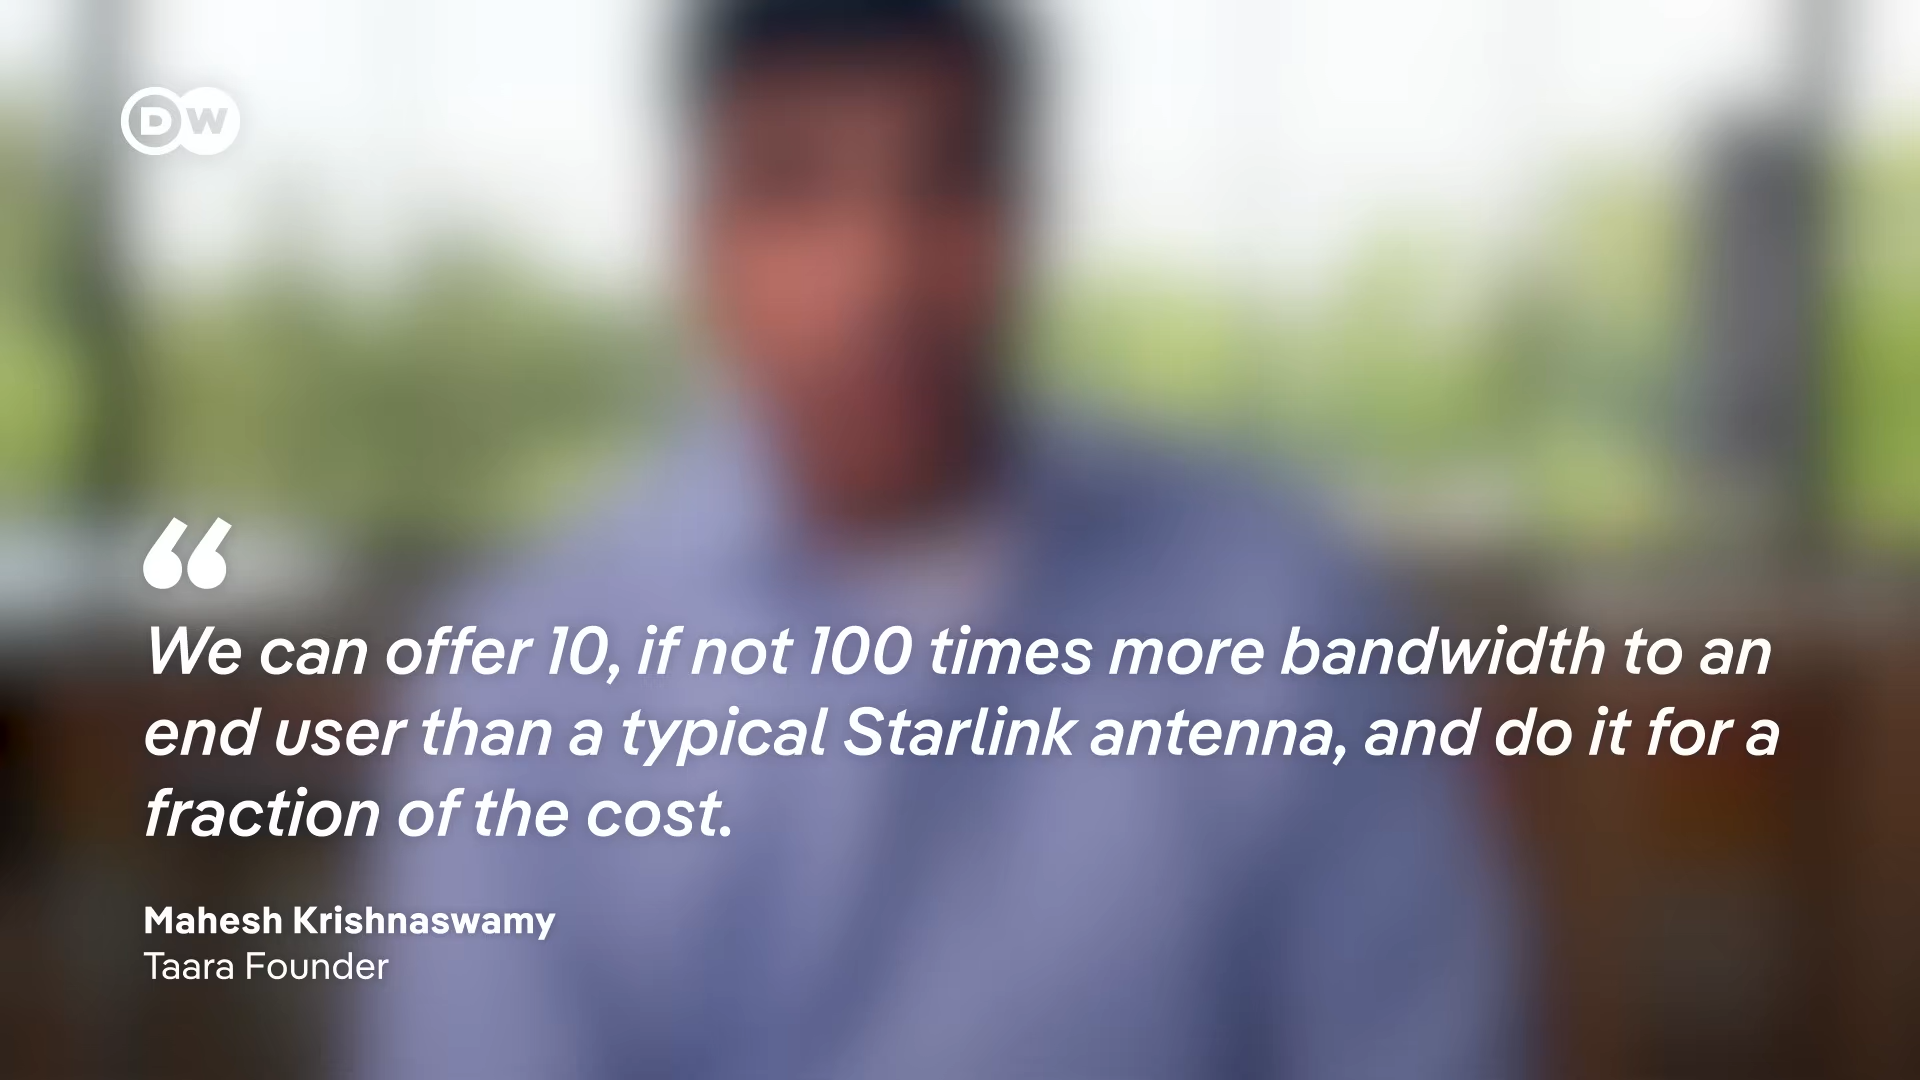 DW
“
We can offer 10, if not 100 times more bandwidth to an
end user than a typical Starlink antenna, and do it for a
fraction of the cost.
Mahesh Krishnaswamy
Taara Founder